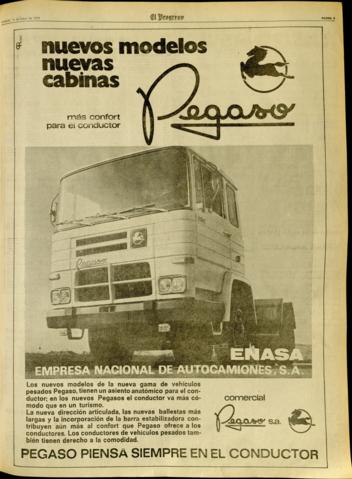 El Progreso
nuevos modelos
nuevas
cabinas
más confort
para el conductor
Pegaso
Pegaso
ENASA
EMPRESA NACIONAL DE AUTOCAMIONES, S.A.
Los nuevos modelos de la nueva gama de vehículos
pesados Pegaso, tienen un asiento anatómico para el con-
ductor; en los nuevos Pegasos el conductor va más có-
modo que en un turismo.
La nueva dirección articulada, las nuevas ballestas más
largas y la incorporación de la barra estabilizadora con-
tribuyen aún más al confort que Pegaso ofrece a los
conductores. Los conductores de vehículos pesados tam-
bién tienen derecho a la comodidad.
comercial
Pegaso s.a.
PEGASO PIENSA SIEMPRE EN EL CONDUCTOR